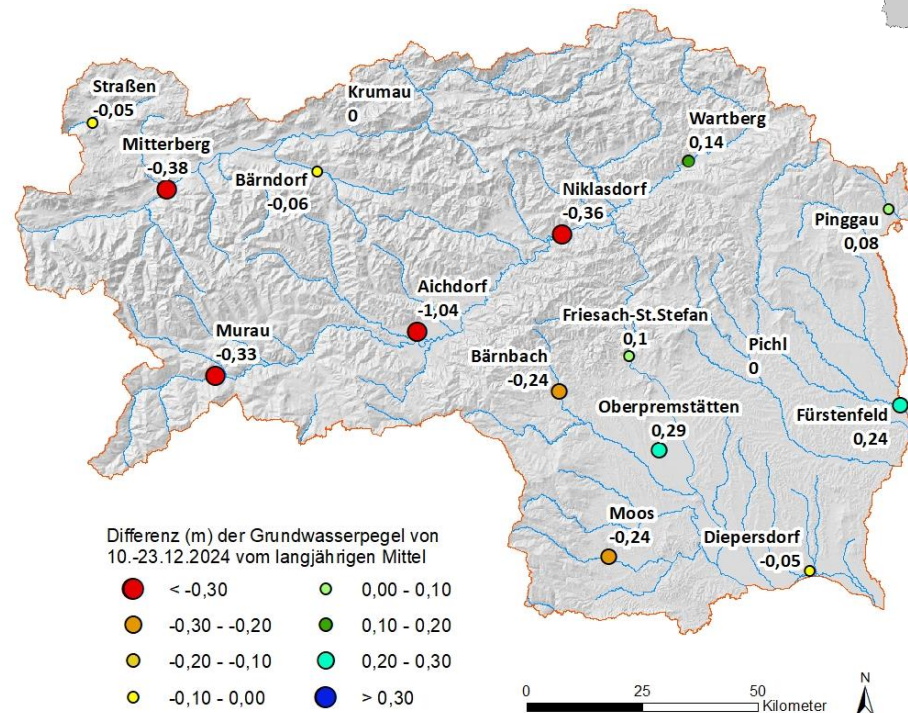 Straßen
-0,05
Krumau
0
Wartberg
0,14
Mitterberg
-0,38
Bärndorf
-0,06
Niklasdorf
-0,36
Pinggau
0,08
Aichdorf
-1,04
Friesach-St.Stefan
0,1
Murau
-0,33
Bärnbach
-0,24
Pichl
0
Oberpremstätten
0,29
Fürstenfeld
0,24
Moos
-0,24
Diepersdorf
-0,05
Differenz (m) der Grundwasserpegel von
10.-23.12.2024 vom langjährigen Mittel
< -0,30
-0,30 - -0,20
-0,20 - -0,10
-0,10 - 0,00
0,00 - 0,10
0,10 - 0,20
0,20 - 0,30
> 0,30
0 25 50
Kilometer
N